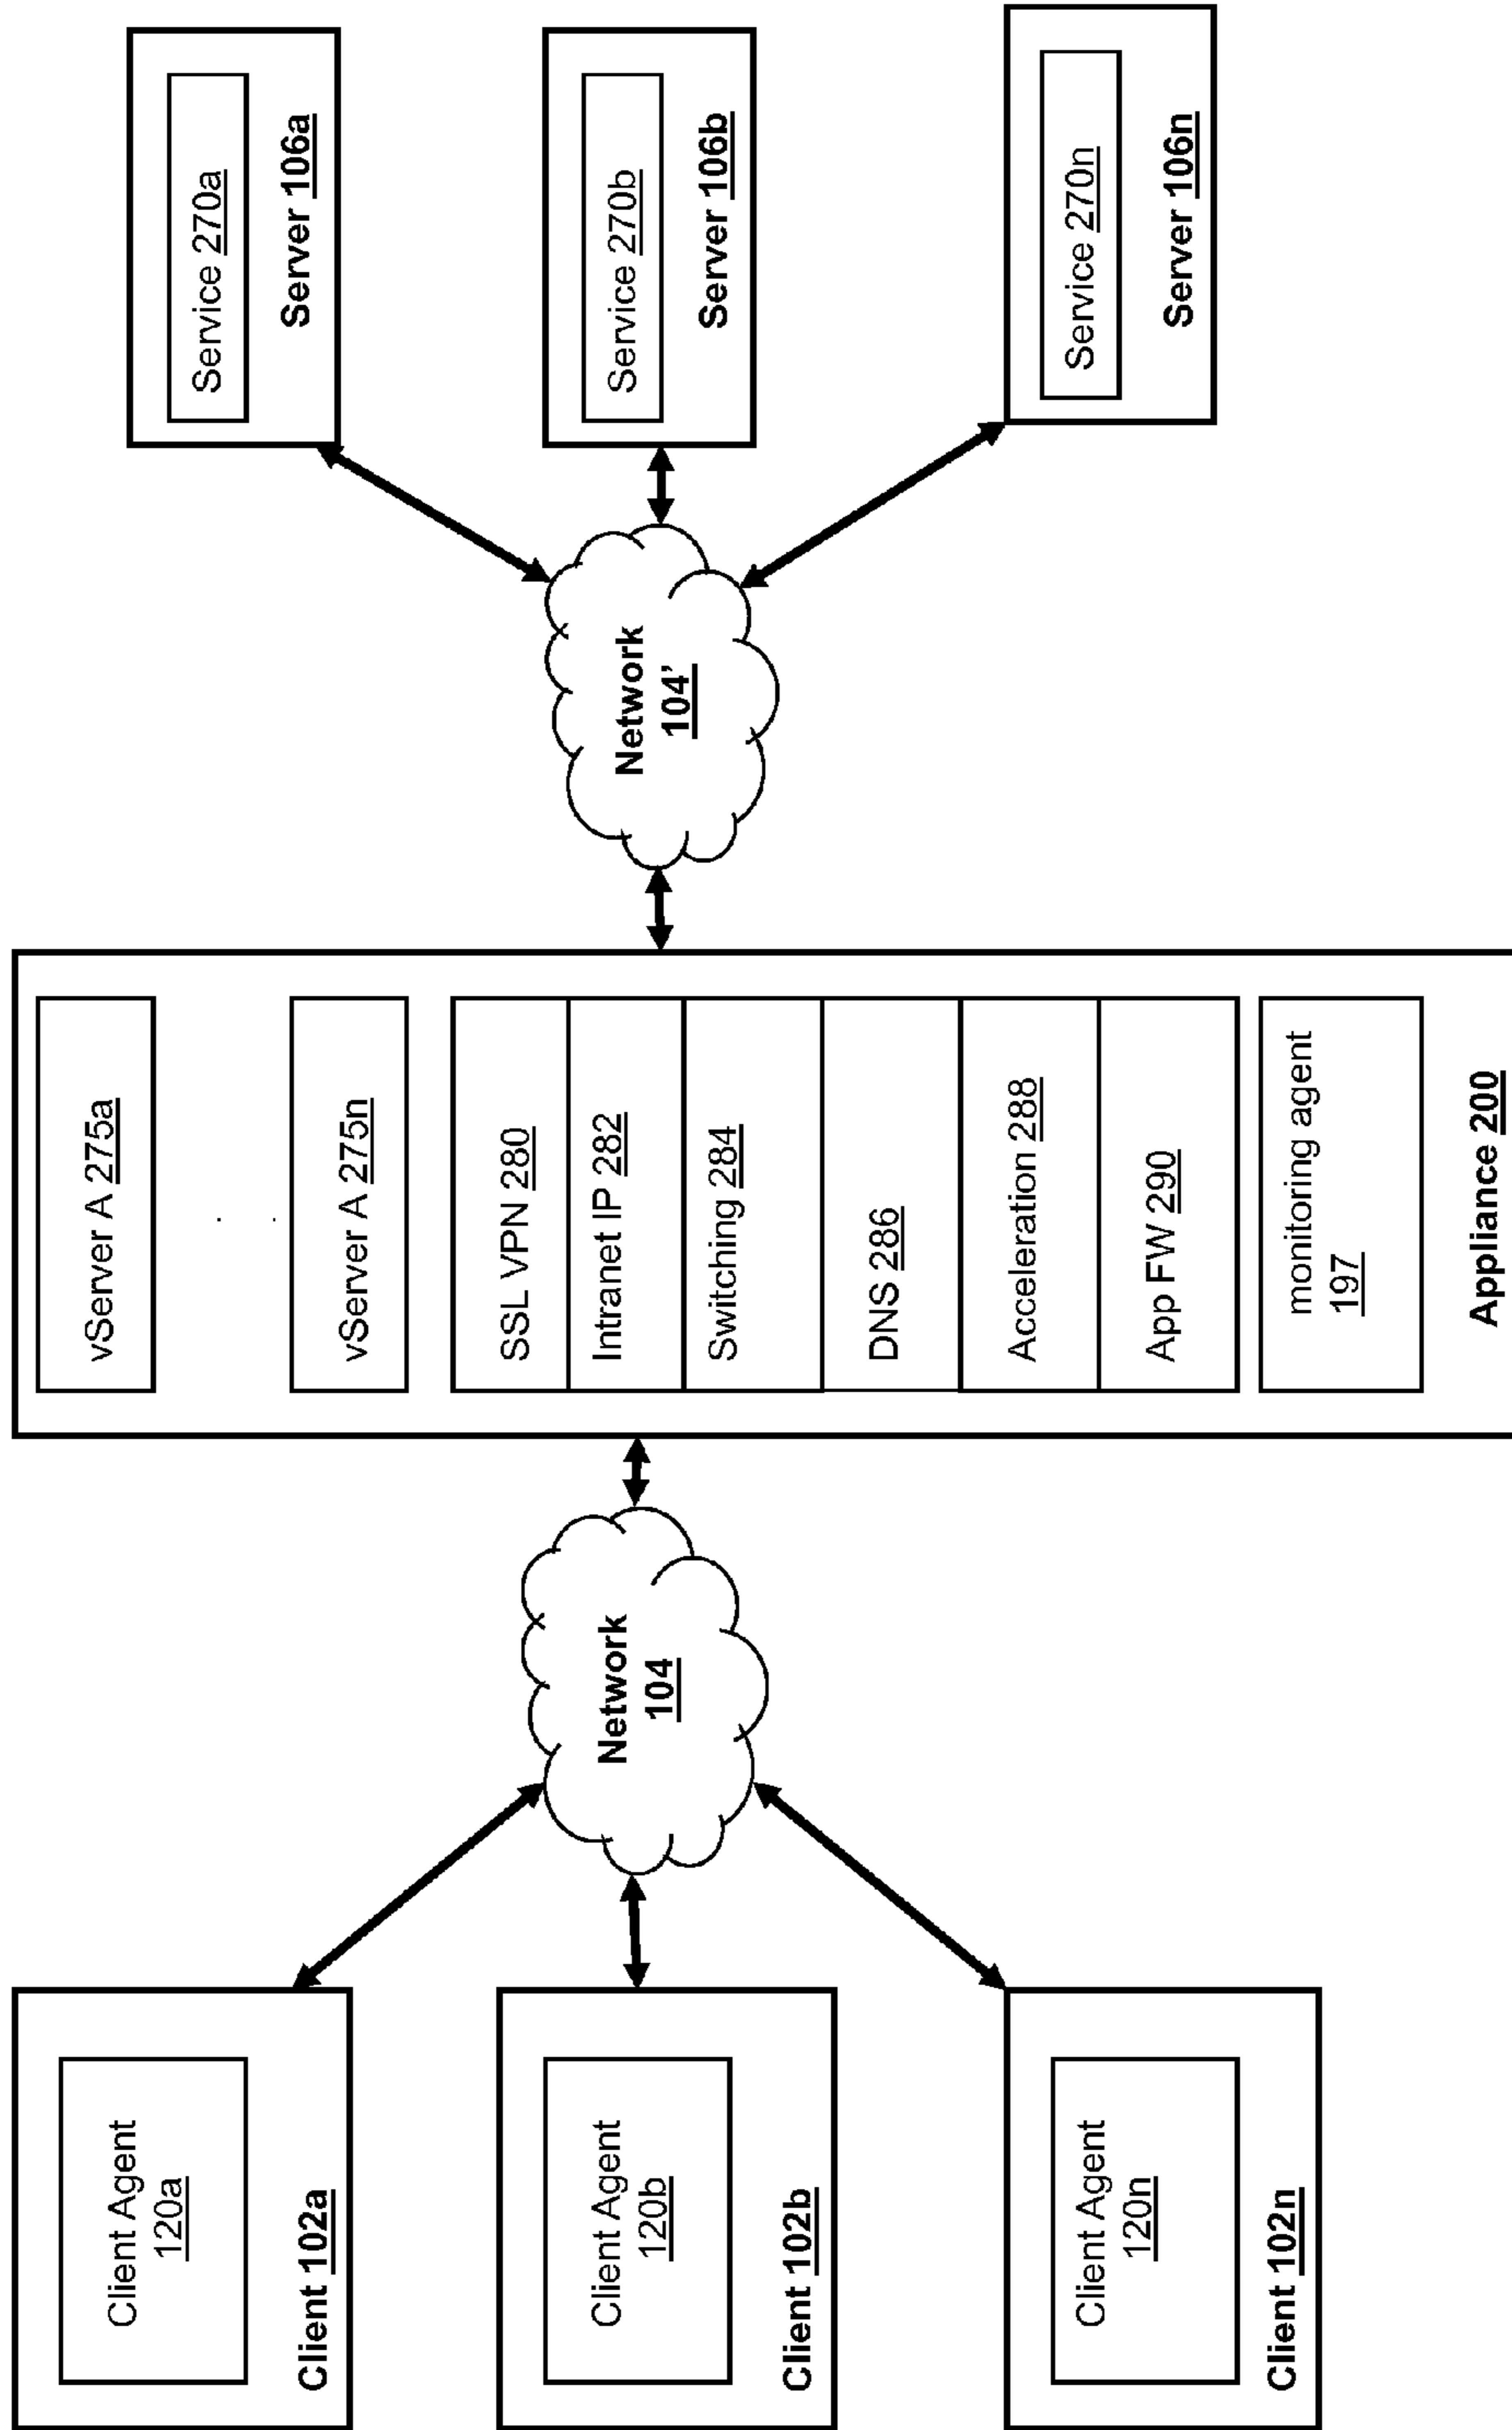 Client Agent
120a
Client 102a
Client Agent
120b
Client 102b
Client Agent
120n
Client 102n
Network
104
vServer A 275a
vServer A 275n
SSL VPN 280
Intranet IP 282
Switching 284
DNS 286
Acceleration 288
App FW 290
monitoring agent
197
Appliance 200
Network
104’
Service 270a
Server 106a
Service 270b
Server 106b
Service 270n
Server 106n